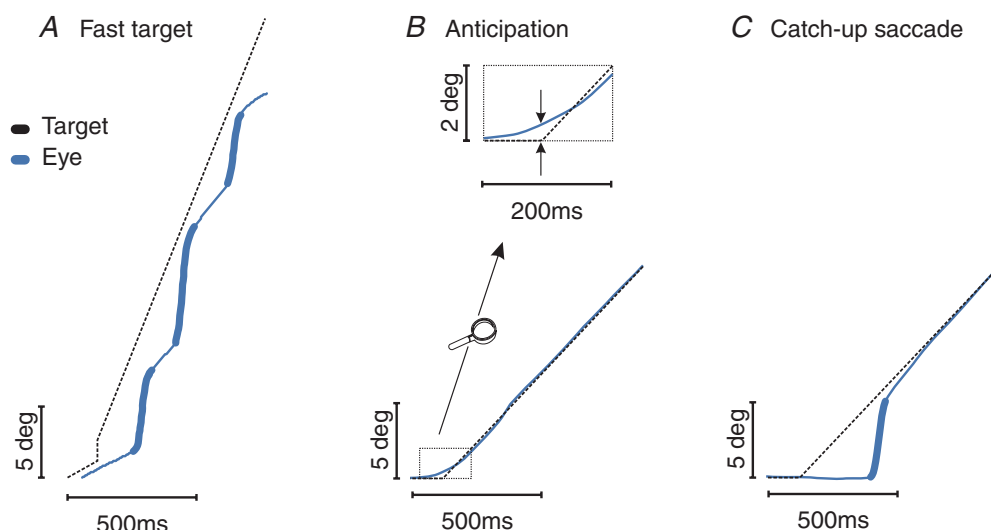 A Fast target
B Anticipation
C Catch-up saccade
Target
Eye
2 deg
200ms
5 deg
500ms
5 deg
500ms
5 deg
500ms